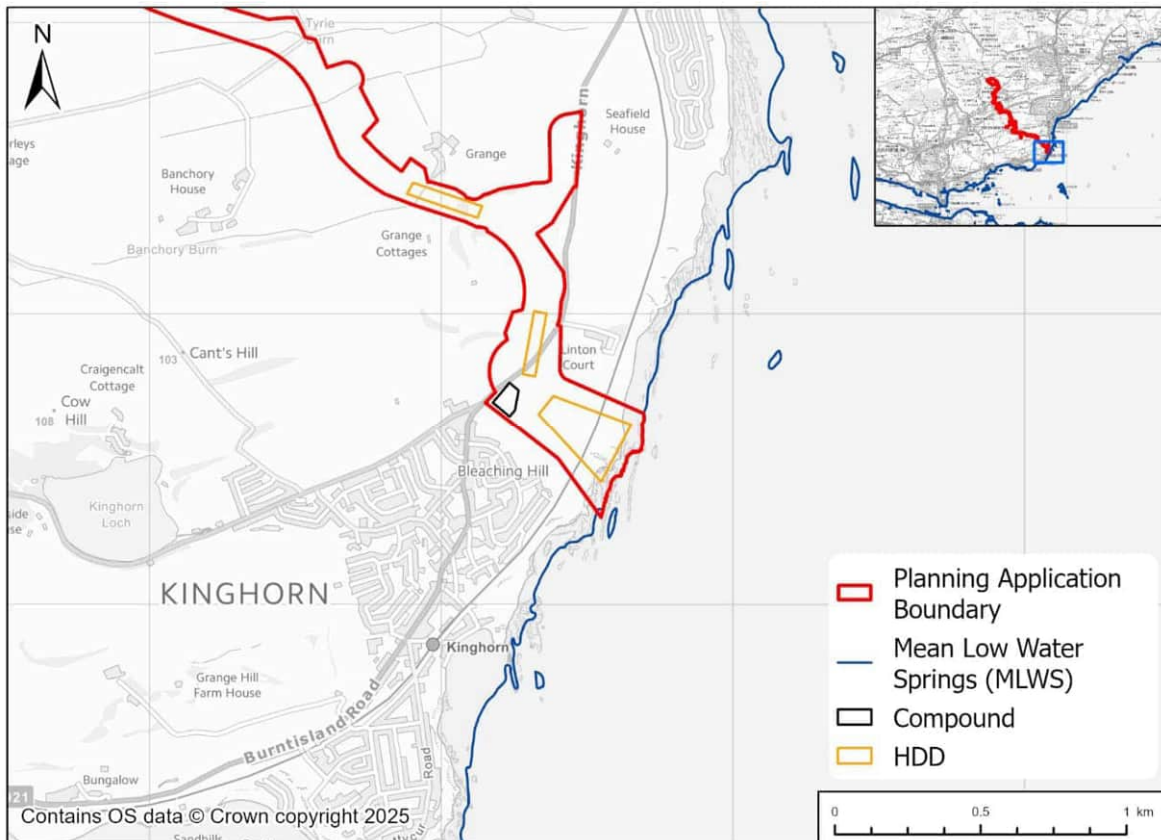 N
Tyrie
Burn
Kinghorn
Seafield
House
Grange
Banchory
House
Grange
Cottages
Banchory Burn
103
Cant's Hill
Craigencalt
Cottage
Linton
Court
Cow
Hill
108
Bleaching Hill
Kinghorn
Loch
KINGHORN
Kinghorn
Grange Hill
Farm House
Burntisland Road
Road
Bungalow
Contains OS data © Crown copyright 2025
Planning Application
Boundary
Mean Low Water
Springs (MLWS)
Compound
HDD
0
0.5
1 km